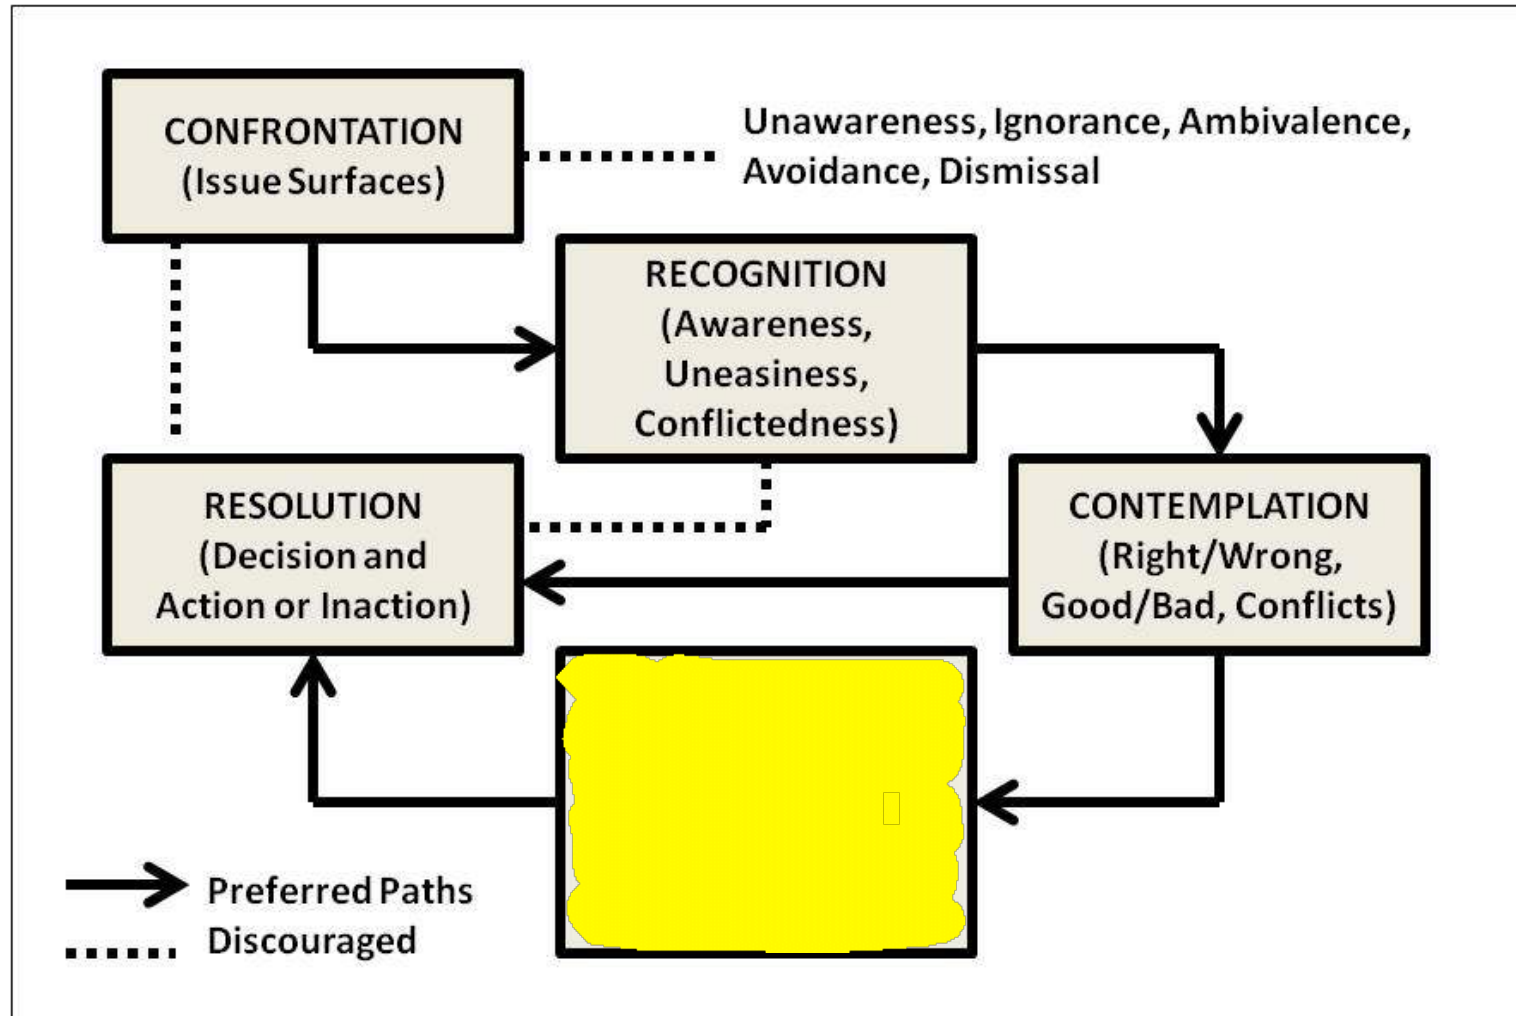 CONFRONTATION
(Issue Surfaces)
Unawareness, Ignorance, Ambivalence,
Avoidance, Dismissal
RECOGNITION
(Awareness,
Uneasiness,
Conflictedness)
RESOLUTION
(Decision and
Action or Inaction)
CONTEMPLATION
(Right/Wrong,
Good/Bad, Conflicts)
Preferred Paths
Discouraged